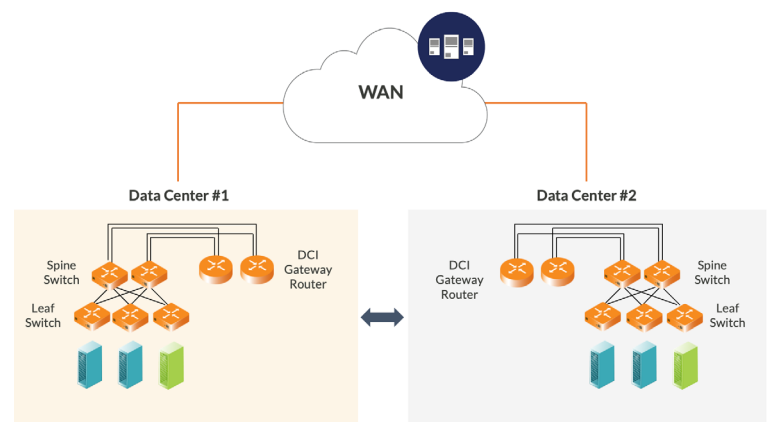 WAN
Data Center #1
Data Center #2
Spine
Switch
DCI
Gateway
Router
Leaf
Switch
DCI
Gateway
Router
Spine
Switch
Leaf
Switch